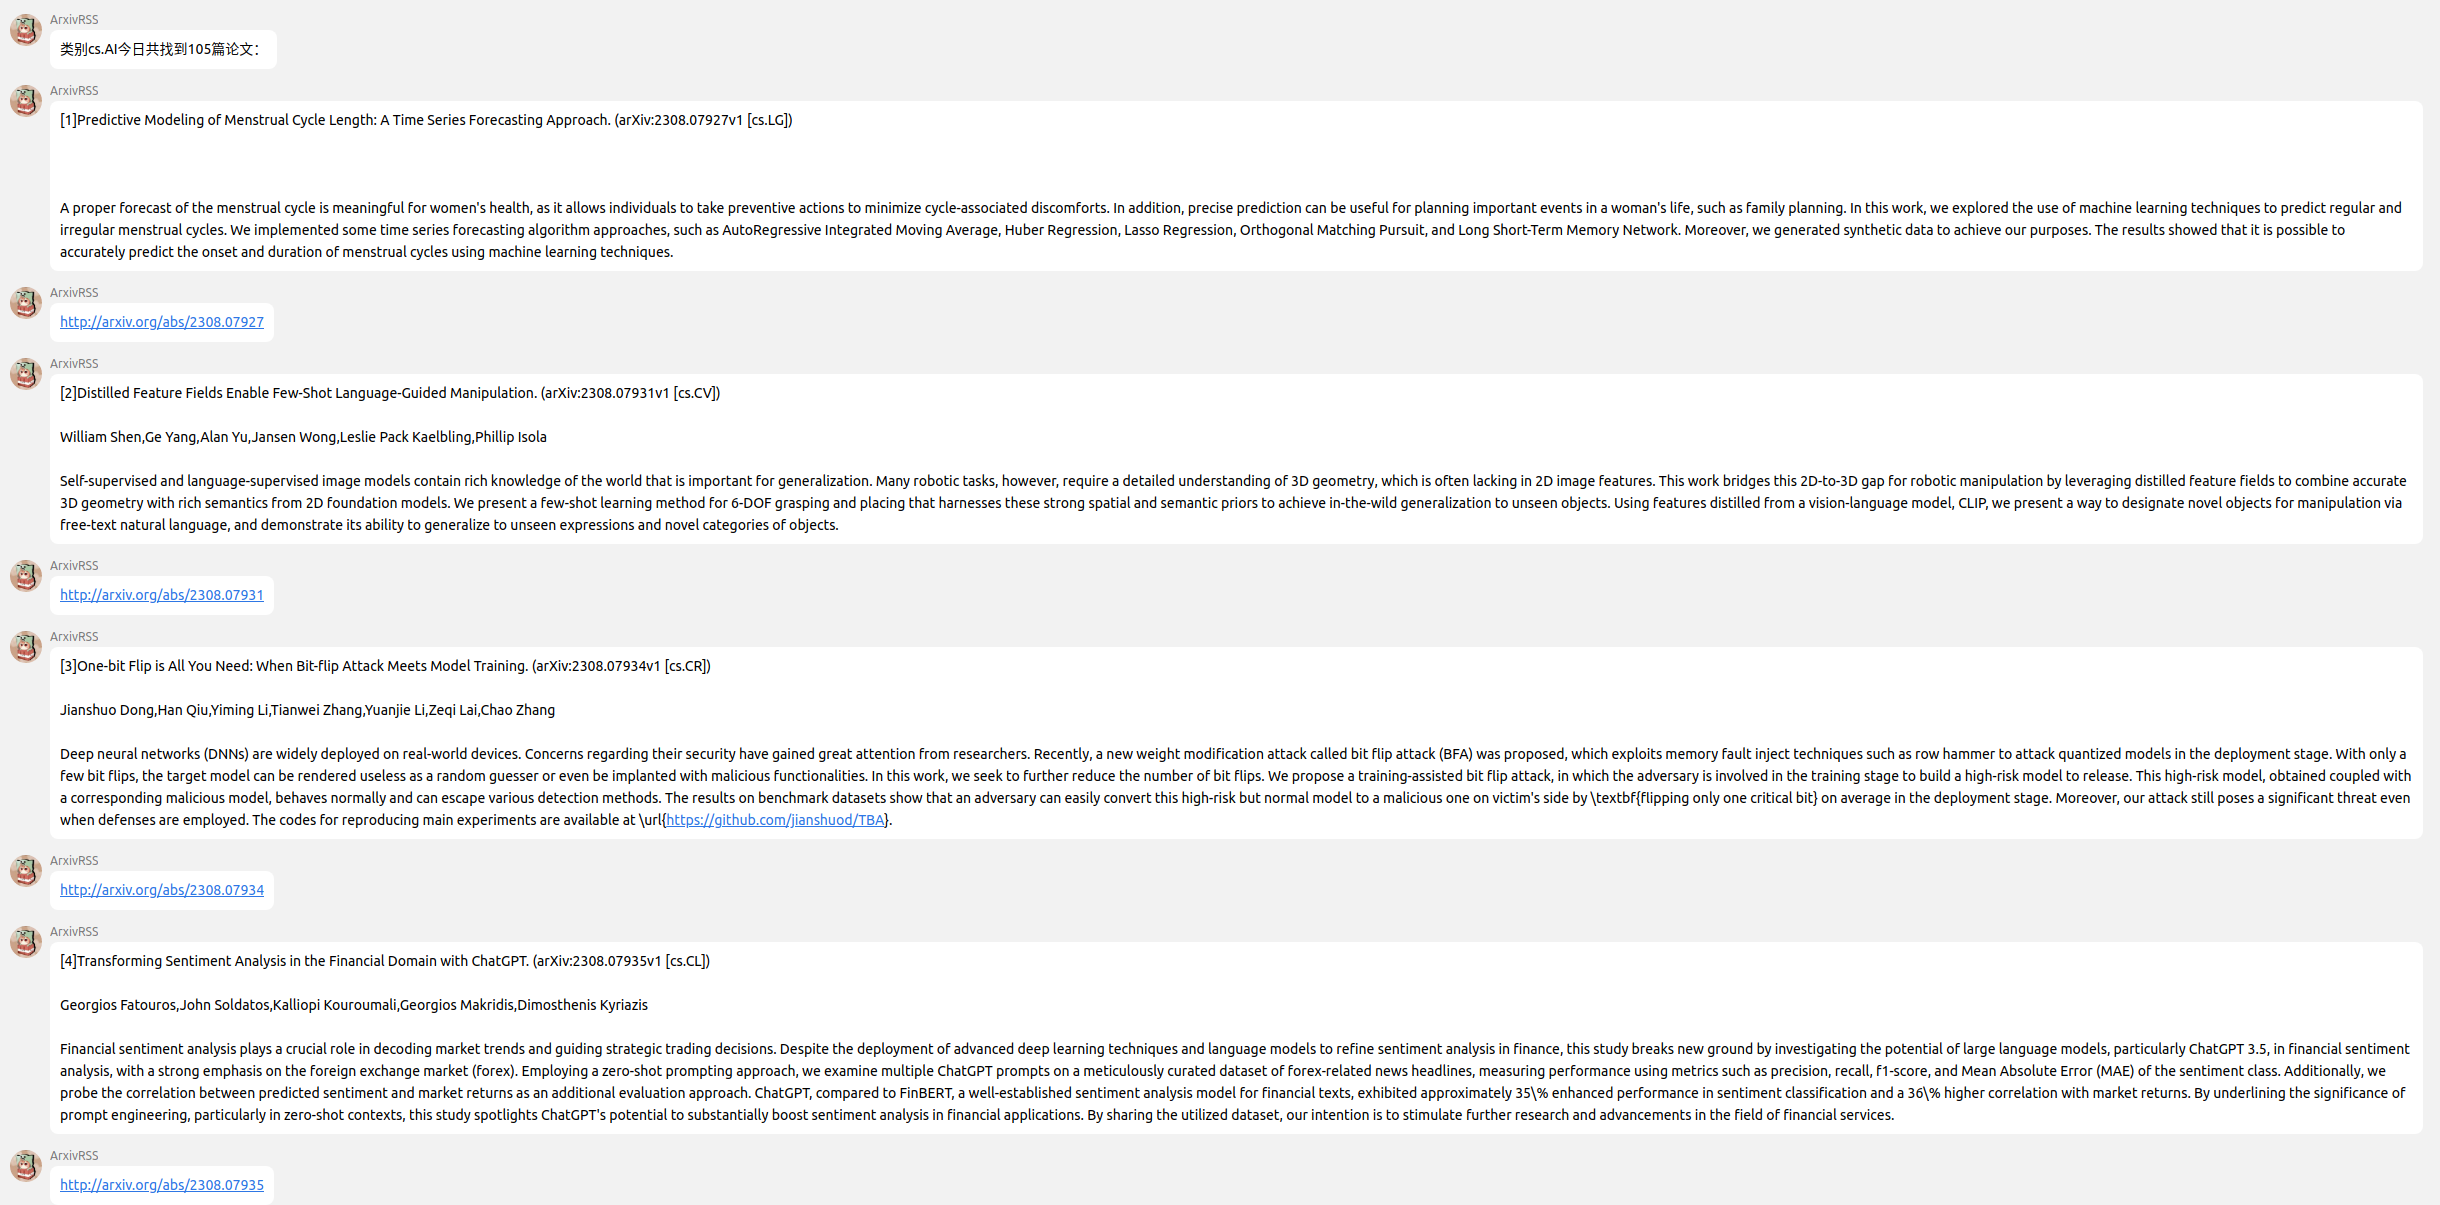 ArxivRSS
类别cs.AI今日共找到105篇论文：
ArxivRSS
[1]Predictive Modeling of Menstrual Cycle Length: A Time Series Forecasting Approach. (arXiv:2308.07927v1 [cs.LG])
A proper forecast of the menstrual cycle is meaningful for women's health, as it allows individuals to take preventive actions to minimize cycle-associated discomforts. In addition, precise prediction can be useful for planning important events in a woman's life, such as family planning. In this work, we explored the use of machine learning techniques to predict regular and
irregular menstrual cycles. We implemented some time series forecasting algorithm approaches, such as AutoRegressive Integrated Moving Average, Huber Regression, Lasso Regression, Orthogonal Matching Pursuit, and Long Short-Term Memory Network. Moreover, we generated synthetic data to achieve our purposes. The results showed that it is possible to
accurately predict the onset and duration of menstrual cycles using machine learning techniques.
ArxivRSS
http://arxiv.org/abs/2308.07927
ArxivRSS
[2]Distilled Feature Fields Enable Few-Shot Language-Guided Manipulation. (arXiv:2308.07931v1 [cs.CV])
William Shen,Ge Yang,Alan Yu,Jansen Wong,Leslie Pack Kaelbling,Phillip Isola
Self-supervised and language-supervised image models contain rich knowledge of the world that is important for generalization. Many robotic tasks, however, require a detailed understanding of 3D geometry, which is often lacking in 2D image features. This work bridges this 2D-to-3D gap for robotic manipulation by leveraging distilled feature fields to combine accurate
3D geometry with rich semantics from 2D foundation models. We present a few-shot learning method for 6-DOF grasping and placing that harnesses these strong spatial and semantic priors to achieve in-the-wild generalization to unseen objects. Using features distilled from a vision-language model, CLIP, we present a way to designate novel objects for manipulation via
free-text natural language, and demonstrate its ability to generalize to unseen expressions and novel categories of objects.
ArxivRSS
http://arxiv.org/abs/2308.07931
ArxivRSS
[3]One-bit Flip is All You Need: When Bit-flip Attack Meets Model Training. (arXiv:2308.07934v1 [cs.CR])
Jianshuo Dong,Han Qiu,Yiming Li,Tianwei Zhang,Yuanjie Li,Zeqi Lai,Chao Zhang
Deep neural networks (DNNs) are widely deployed on real-world devices. Concerns regarding their security have gained great attention from researchers. Recently, a new weight modification attack called bit flip attack (BFA) was proposed, which exploits memory fault inject techniques such as row hammer to attack quantized models in the deployment stage. With only a
few bit flips, the target model can be rendered useless as a random guesser or even be implanted with malicious functionalities. In this work, we seek to further reduce the number of bit flips. We propose a training-assisted bit flip attack, in which the adversary is involved in the training stage to build a high-risk model to release. This high-risk model, obtained coupled with
a corresponding malicious model, behaves normally and can escape various detection methods. The results on benchmark datasets show that an adversary can easily convert this high-risk but normal model to a malicious one on victim's side by \textbf{flipping only one critical bit} on average in the deployment stage. Moreover, our attack still poses a significant threat even
when defenses are employed. The codes for reproducing main experiments are available at \url{https://github.com/jianshuod/TBA}.
ArxivRSS
http://arxiv.org/abs/2308.07934
ArxivRSS
[4]Transforming Sentiment Analysis in the Financial Domain with ChatGPT. (arXiv:2308.07935v1 [cs.CL])
Georgios Fatouros,John Soldatos,Kalliopi Kouroumali,Georgios Makridis,Dimosthenis Kyriazis
Financial sentiment analysis plays a crucial role in decoding market trends and guiding strategic trading decisions. Despite the deployment of advanced deep learning techniques and language models to refine sentiment analysis in finance, this study breaks new ground by investigating the potential of large language models, particularly ChatGPT 3.5, in financial sentiment
analysis, with a strong emphasis on the foreign exchange market (forex). Employing a zero-shot prompting approach, we examine multiple ChatGPT prompts on a meticulously curated dataset of forex-related news headlines, measuring performance using metrics such as precision, recall, f1-score, and Mean Absolute Error (MAE) of the sentiment class. Additionally, we
probe the correlation between predicted sentiment and market returns as an additional evaluation approach. ChatGPT, compared to FinBERT, a well-established sentiment analysis model for financial texts, exhibited approximately 35\% enhanced performance in sentiment classification and a 36\% higher correlation with market returns. By underlining the significance of
prompt engineering, particularly in zero-shot contexts, this study spotlights ChatGPT's potential to substantially boost sentiment analysis in financial applications. By sharing the utilized dataset, our intention is to stimulate further research and advancements in the field of financial services.
ArxivRSS
http://arxiv.org/abs/2308.07935